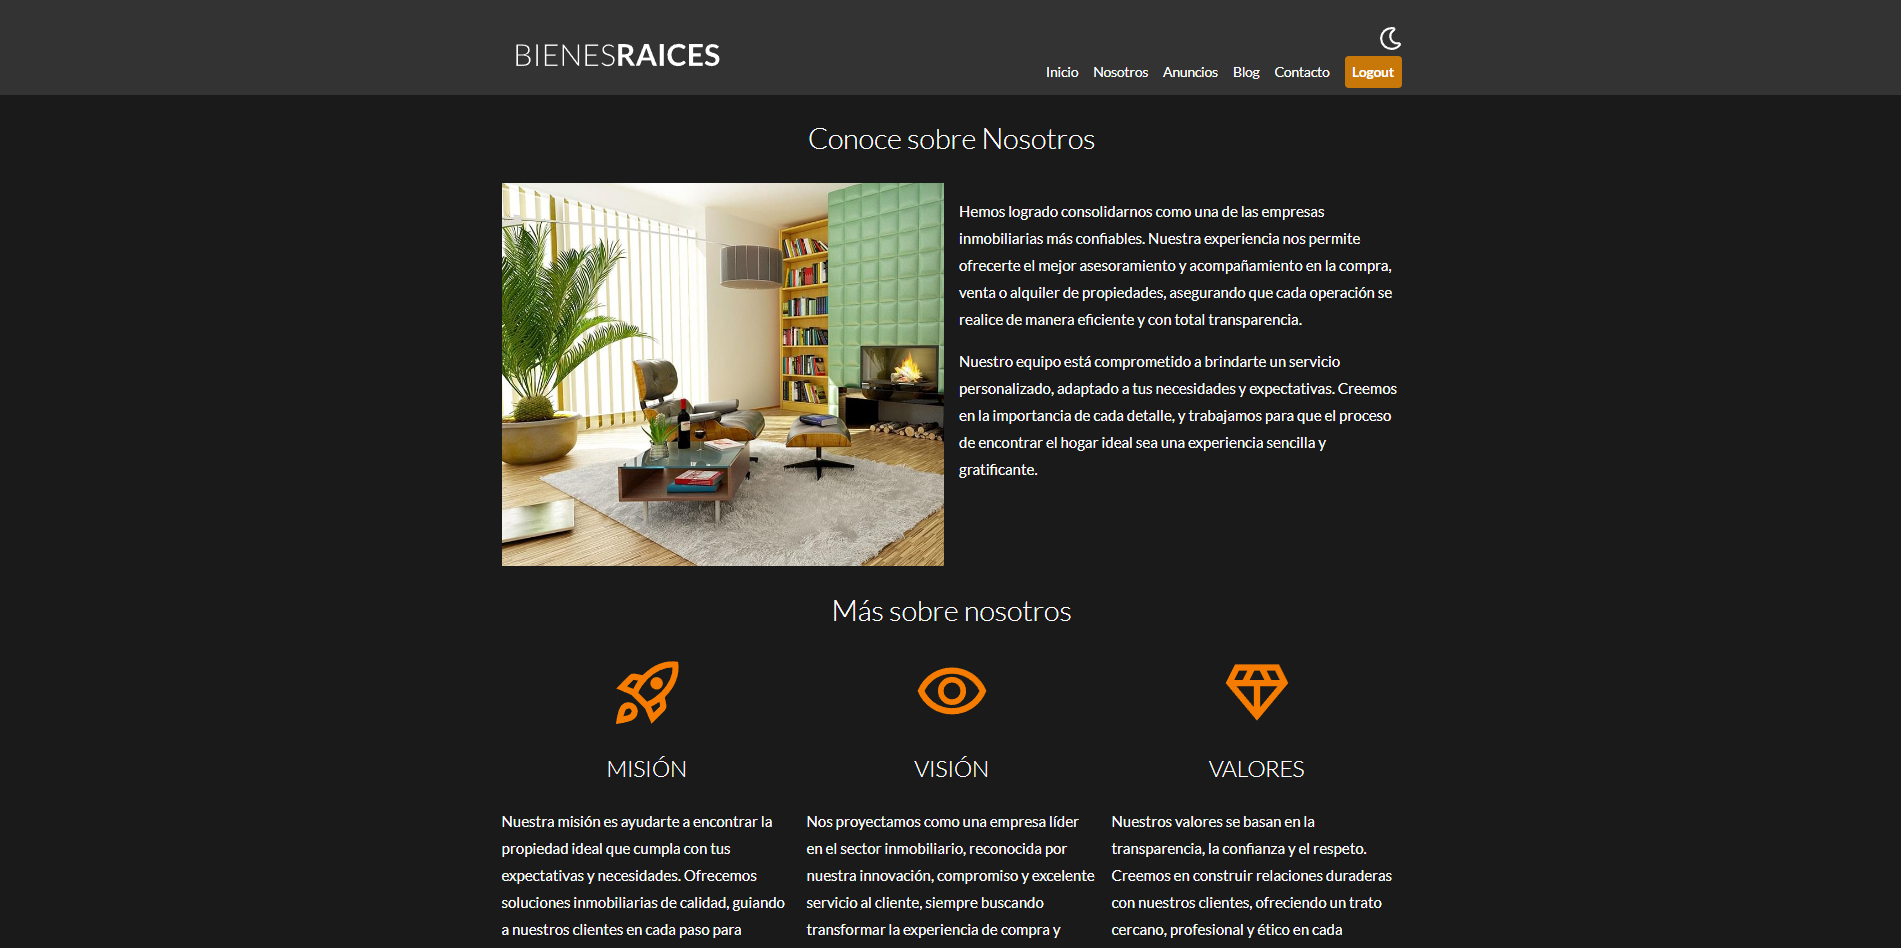 BIENESRAICES
Inicio Nosotros Anuncios Blog Contacto Logout
Conoce sobre Nosotros
Hemos logrado consolidarnos como una de las empresas
inmobiliarias más confiables. Nuestra experiencia nos permite
ofrecerte el mejor asesoramiento y acompañamiento en la compra,
venta o alquiler de propiedades, asegurando que cada operación se
realice de manera eficiente y con total transparencia.
Nuestro equipo está comprometido a brindarte un servicio
personalizado, adaptado a tus necesidades y expectativas. Creemos
en la importancia de cada detalle, y trabajamos para que el proceso
de encontrar el hogar ideal sea una experiencia sencilla y
gratificante.
Más sobre nosotros
MISIÓN
Nuestra misión es ayudarte a encontrar la
propiedad ideal que cumpla con tus
expectativas y necesidades. Ofrecemos
soluciones inmobiliarias de calidad, guiando
a nuestros clientes en cada paso para
VISIÓN
Nos proyectamos como una empresa líder
en el sector inmobiliario, reconocida por
nuestra innovación, compromiso y excelente
servicio al cliente, siempre buscando
transformar la experiencia de compra y
VALORES
Nuestros valores se basan en la
transparencia, la confianza y el respeto.
Creemos en construir relaciones duraderas
con nuestros clientes, ofreciendo un trato
cercano, profesional y ético en cada